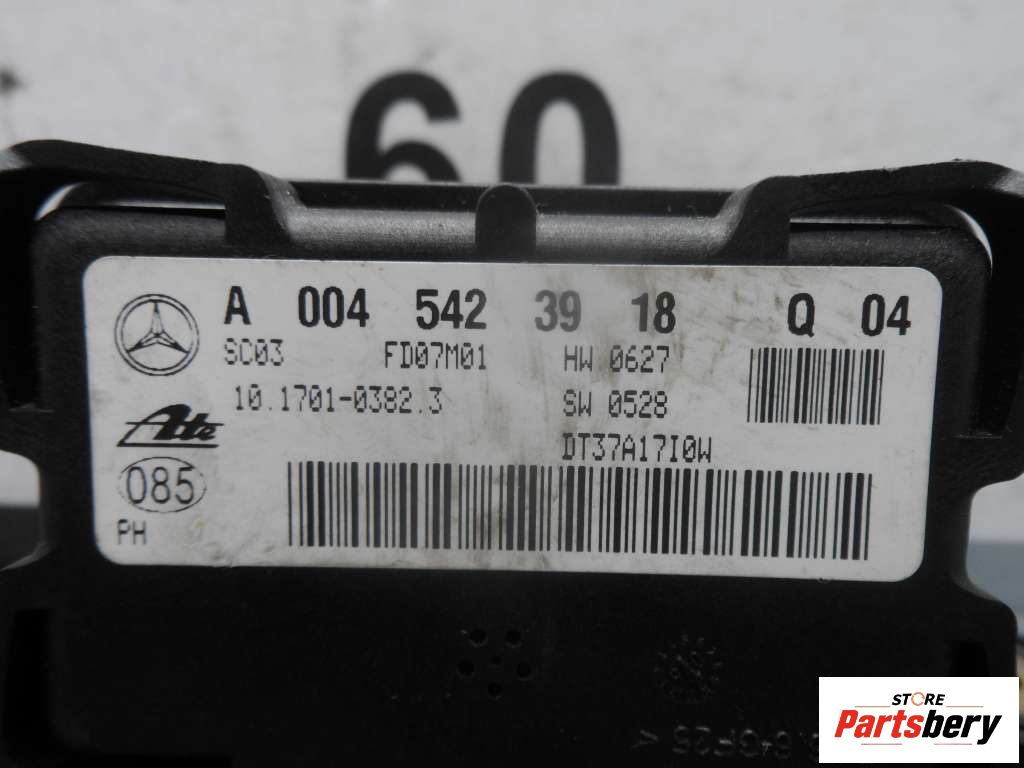 60
A 004 542 39 18 Q 04
SC03 FD07M01 HW 0627
10.1701-0382.3 SW 0528
Ate DT37A17I0W
085
PH
STORE
Partsbery